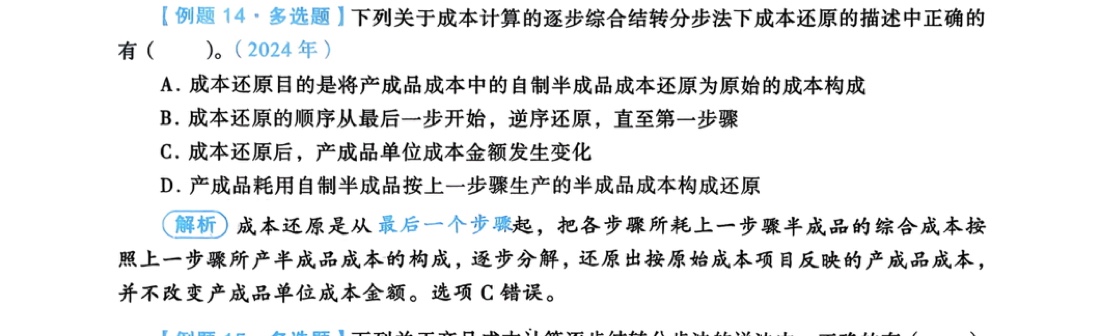 【例题 14·多选题】下列关于成本计算的逐步综合结转分步法下成本还原的描述中正确的
有（　　）。（2024 年）
A. 成本还原目的是将产成品成本中的自制半成品成本还原为原始的成本构成
B. 成本还原的顺序从最后一步开始，逆序还原，直至第一步骤
C. 成本还原后，产成品单位成本金额发生变化
D. 产成品耗用自制半成品按上一步骤生产的半成品成本构成还原
解析 成本还原是从最后一个步骤起，把各步骤所耗上一步骤半成品的综合成本按
照上一步骤所产半成品成本的构成，逐步分解，还原出按原始成本项目反映的产成品成本，
并不改变产成品单位成本金额。选项 C 错误。